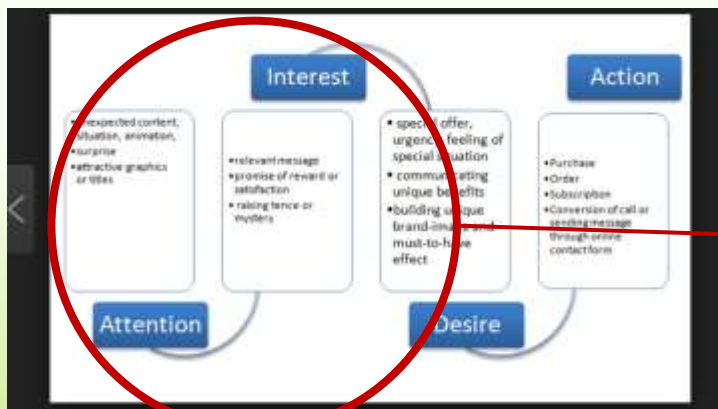 Interest
Action
unexpected content,
situation, animation,
•surprise
•attractive graphics
or titles
•relevant message
•promise of reward or
satisfaction
• raising tence or
mystery
• special offer,
urgency feeling of
special situation
• communicating
unique benefits
•building unique
brand-image and
must-to-have
effect
•Purchase
•Order
•Subscription
•Conversion of call or
sending message
through online
contact form
Attention
Desire